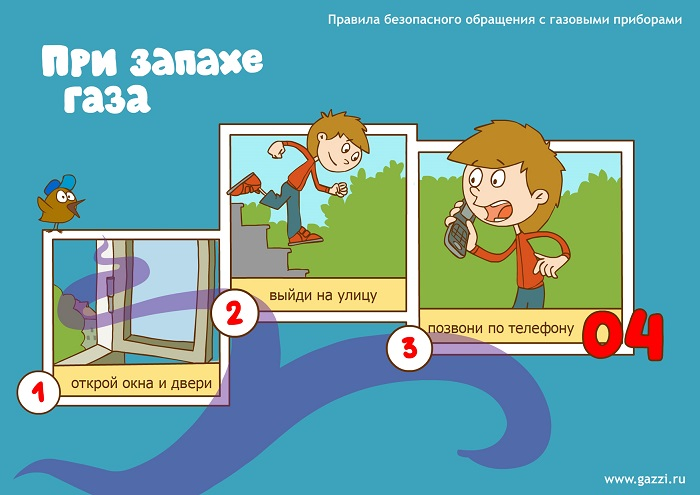 Правила безопасного обращения с газовыми приборами
При запахе
газа
1 открой окна и двери
2 выйди на улицу
3 позвони по телефону 04
www.gazzi.ru